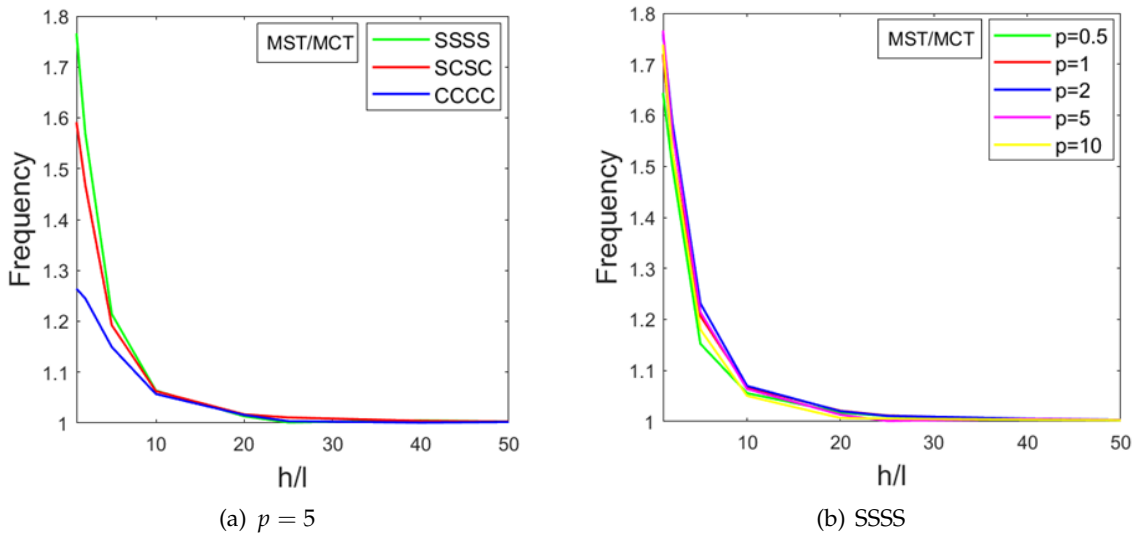 MST/MCT
SSSS
SCSC
CCCC
Frequency
1.8
1.7
1.6
1.5
1.4
1.3
1.2
1.1
1
10
20
30
40
50
h/l
(a) p = 5
MST/MCT
p=0.5
p=1
p=2
p=5
p=10
Frequency
1.8
1.7
1.6
1.5
1.4
1.3
1.2
1.1
1
10
20
30
40
50
h/l
(b) SSSS